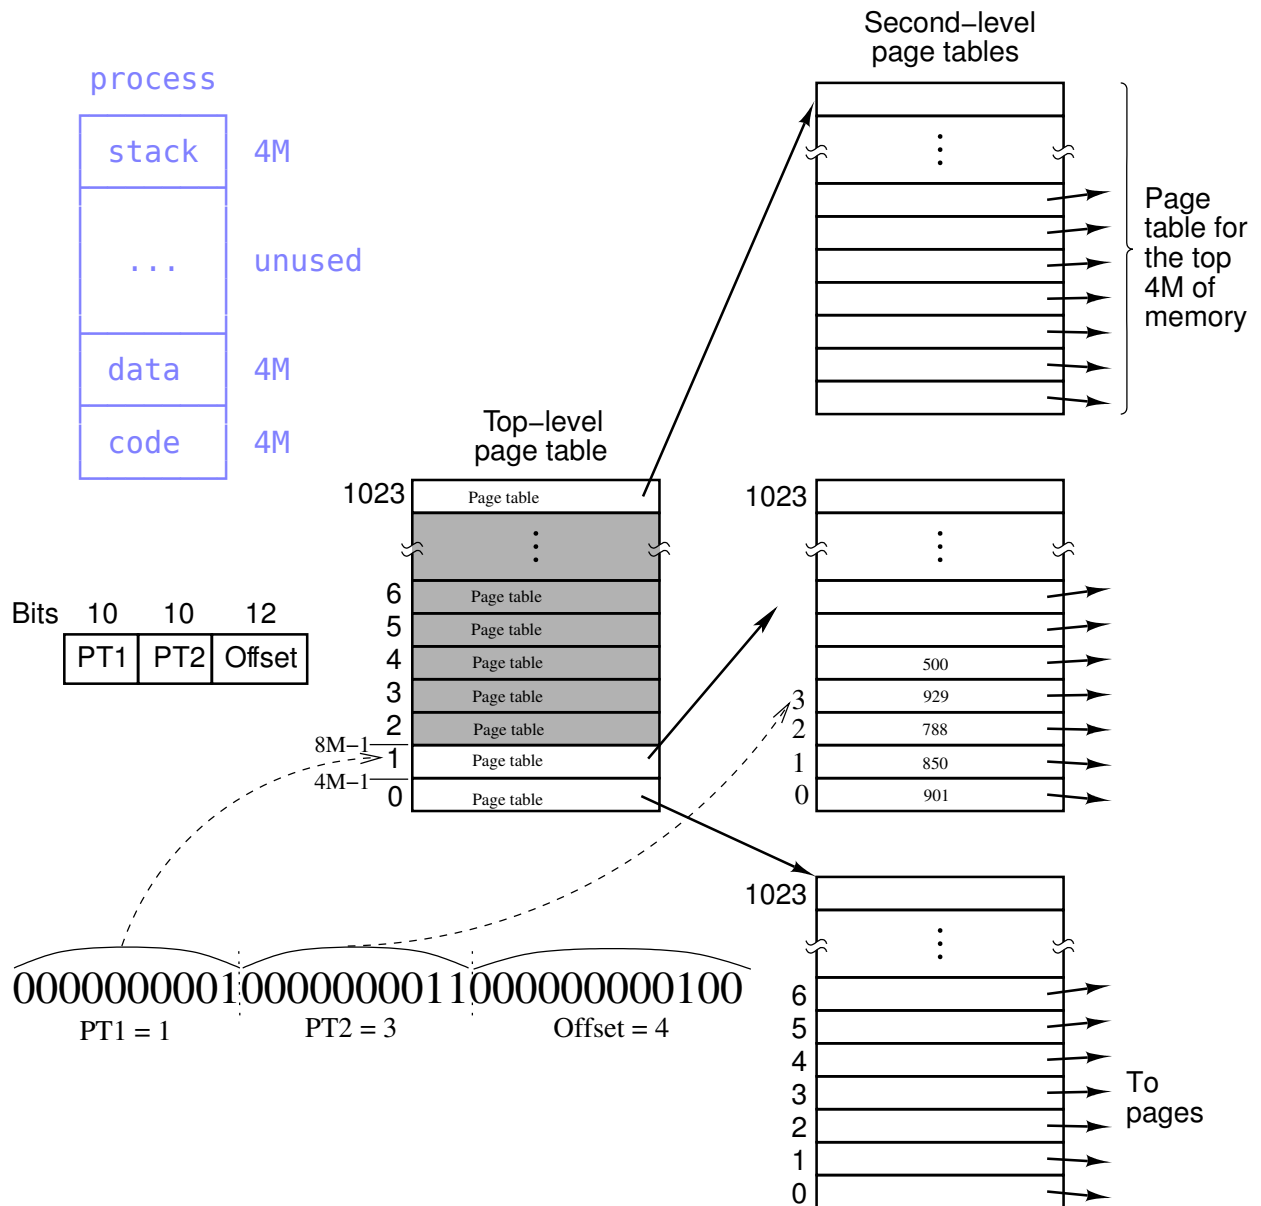 Second−level
page tables
process
stack 4M
... unused
data 4M
code 4M
Page
table for
the top
4M of
memory
Top−level
page table
1023 Page table
6 Page table
5 Page table
4 Page table
3 Page table
2 Page table
8M−1
1 Page table
4M−1
0 Page table
Bits 10 10 12
PT1 PT2 Offset
1023
500
3 929
2 788
1 850
0 901
00000000010000000011000000000100
PT1 = 1 PT2 = 3 Offset = 4
1023
6
5
4
3
2
1
0
To
pages